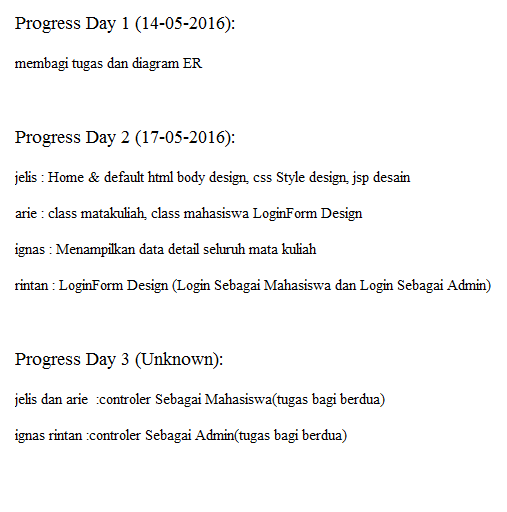 Progress Day 1 (14-05-2016):
membagi tugas dan diagram ER
Progress Day 2 (17-05-2016):
jelis : Home & default html body design, css Style design, jsp desain
arie : class matakuliah, class mahasiswa LoginForm Design
ignas : Menampilkan data detail seluruh mata kuliah
rintan : LoginForm Design (Login Sebagai Mahasiswa dan Login Sebagai Admin)
Progress Day 3 (Unknown):
jelis dan arie  :controler Sebagai Mahasiswa(tugas bagi berdua)
ignas rintan :controler Sebagai Admin(tugas bagi berdua)